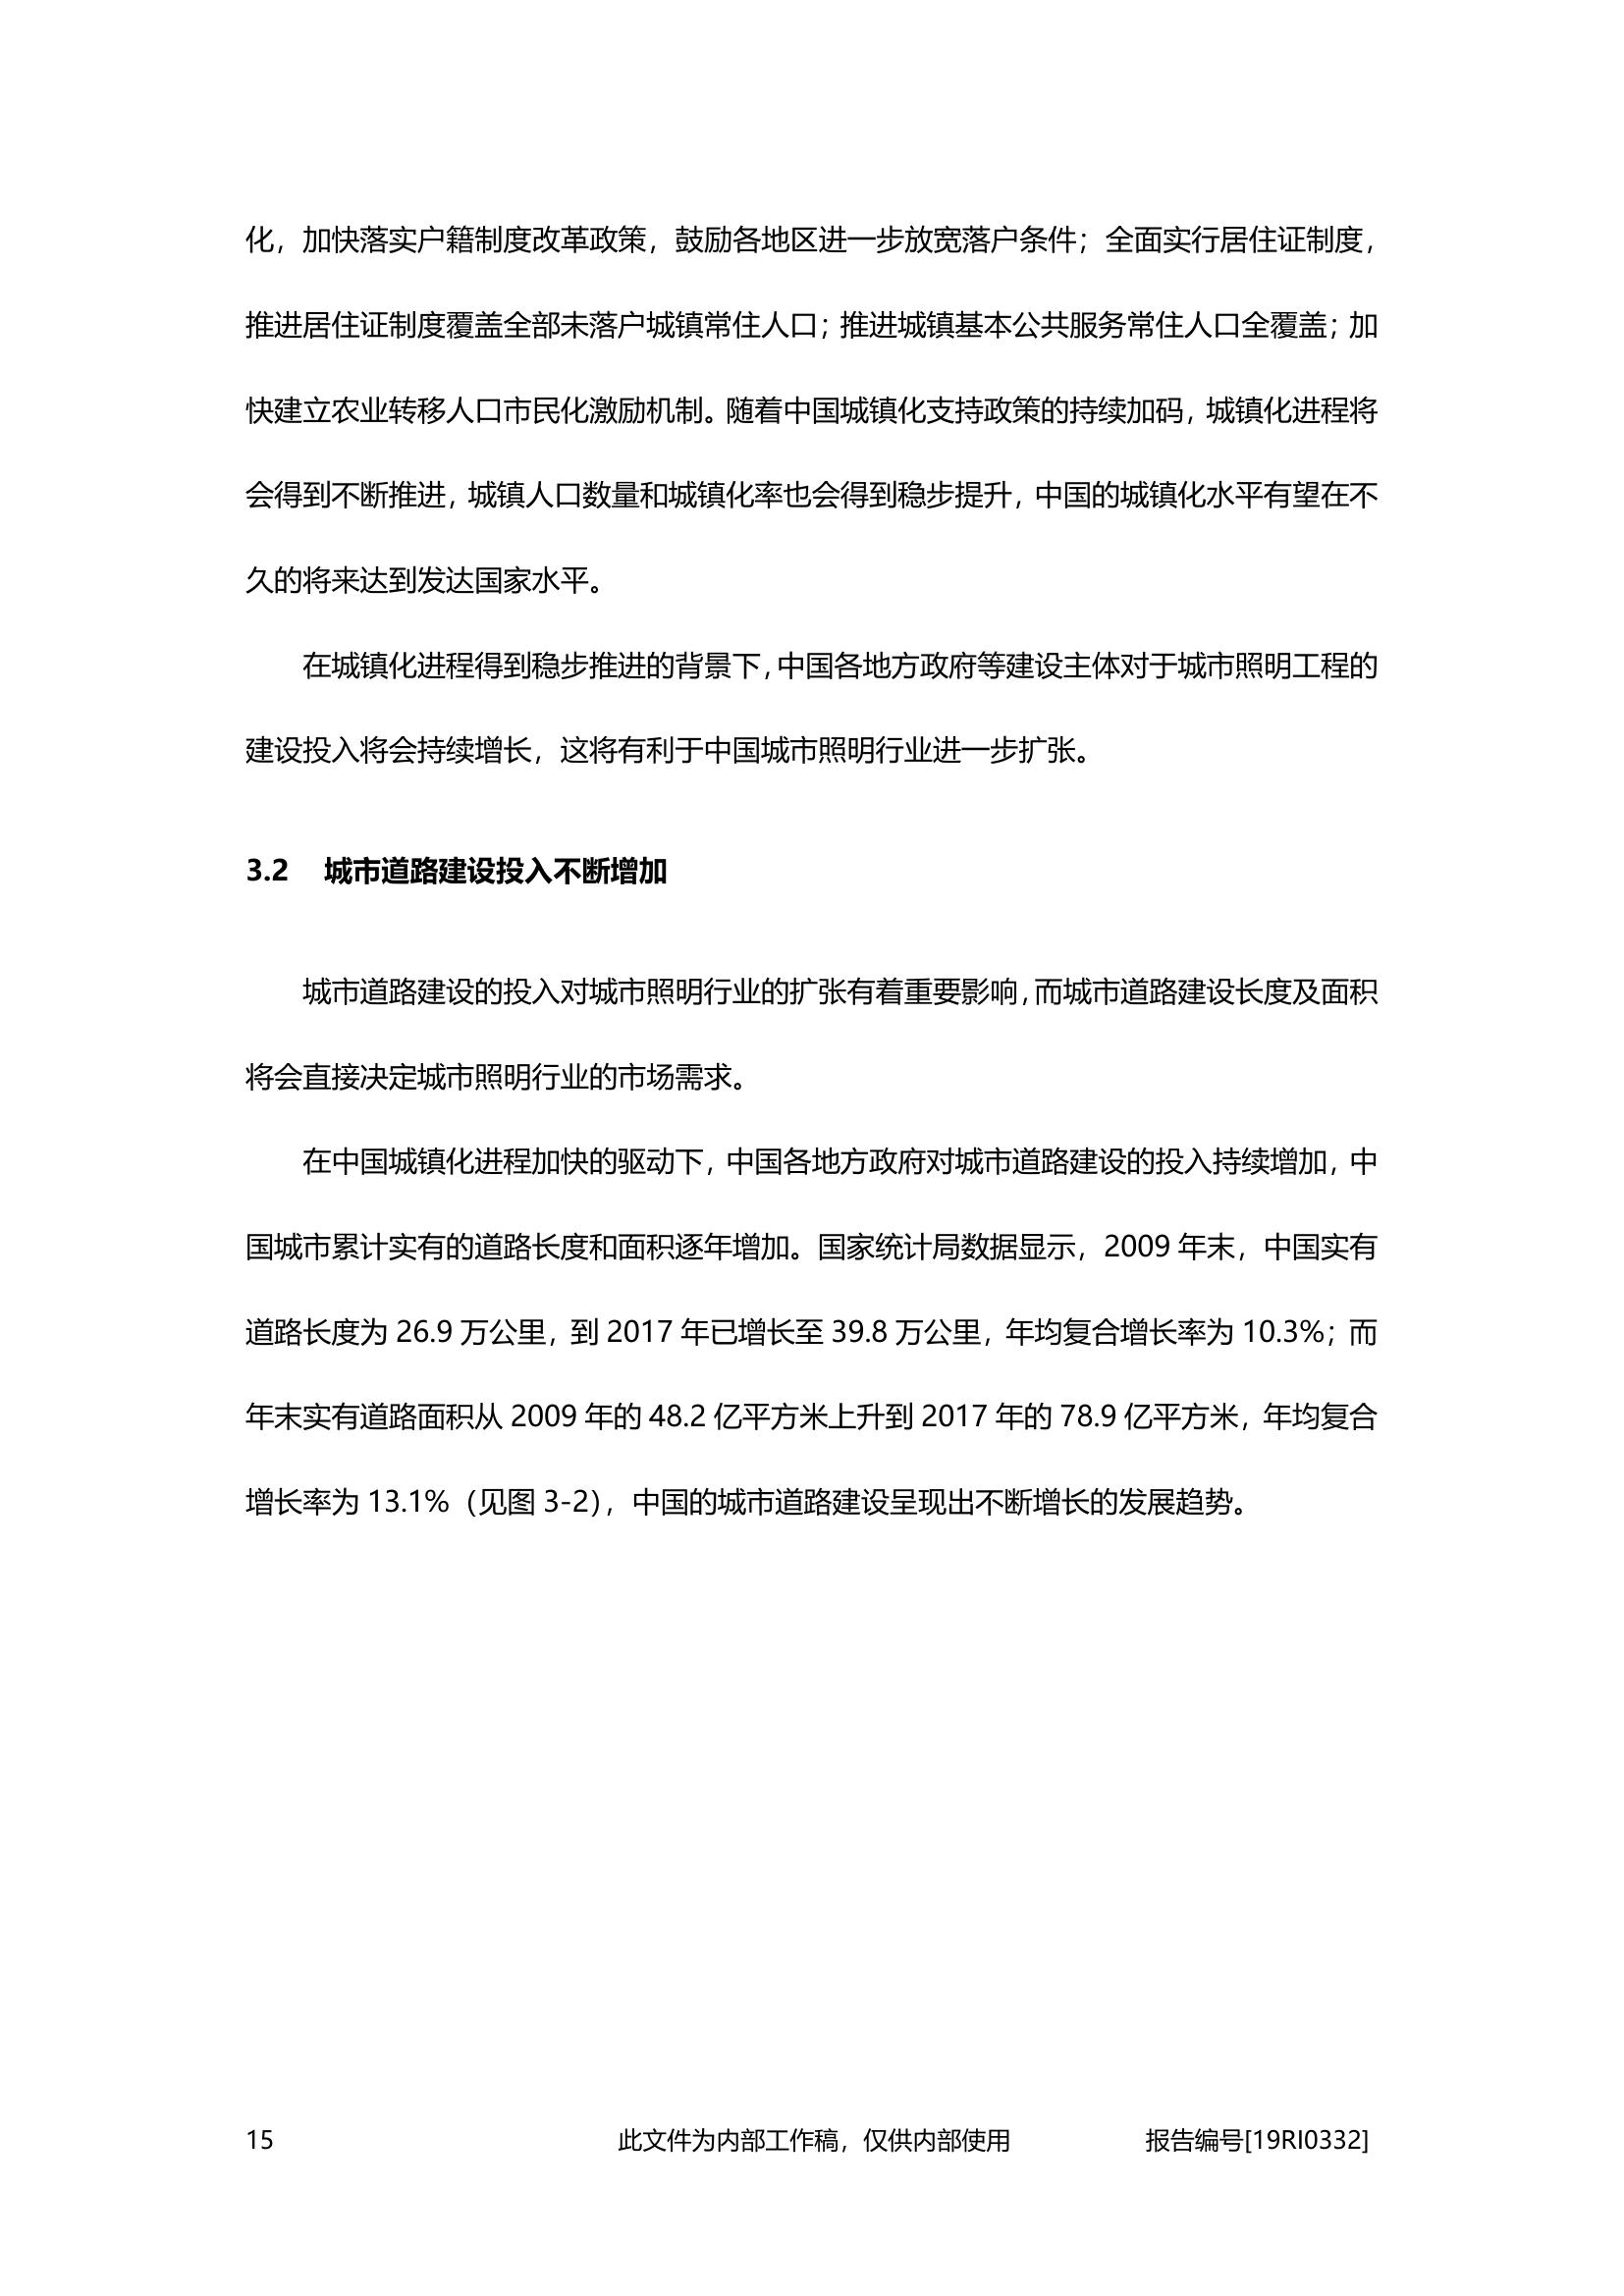 化，加快落实户籍制度改革政策，鼓励各地区进一步放宽落户条件；全面实行居住证制度，
推进居住证制度覆盖全部未落户城镇常住人口；推进城镇基本公共服务常住人口全覆盖；加
快建立农业转移人口市民化激励机制。随着中国城镇化支持政策的持续加码，城镇化进程将
会得到不断推进，城镇人口数量和城镇化率也会得到稳步提升，中国的城镇化水平有望在不
久的将来达到发达国家水平。
在城镇化进程得到稳步推进的背景下，中国各地方政府等建设主体对于城市照明工程的
建设投入将会持续增长，这将有利于中国城市照明行业进一步扩张。
3.2 城市道路建设投入不断增加
城市道路建设的投入对城市照明行业的扩张有着重要影响，而城市道路建设长度及面积
将会直接决定城市照明行业的市场需求。
在中国城镇化进程加快的驱动下，中国各地方政府对城市道路建设的投入持续增加，中
国城市累计实有的道路长度和面积逐年增加。国家统计局数据显示，2009 年末，中国实有
道路长度为 26.9 万公里，到 2017 年已增长至 39.8 万公里，年均复合增长率为 10.3%；而
年末实有道路面积从 2009 年的 48.2 亿平方米上升到 2017 年的 78.9 亿平方米，年均复合
增长率为 13.1%（见图 3-2），中国的城市道路建设呈现出不断增长的发展趋势。
15 此文件为内部工作稿，仅供内部使用 报告编号[19RI0332]